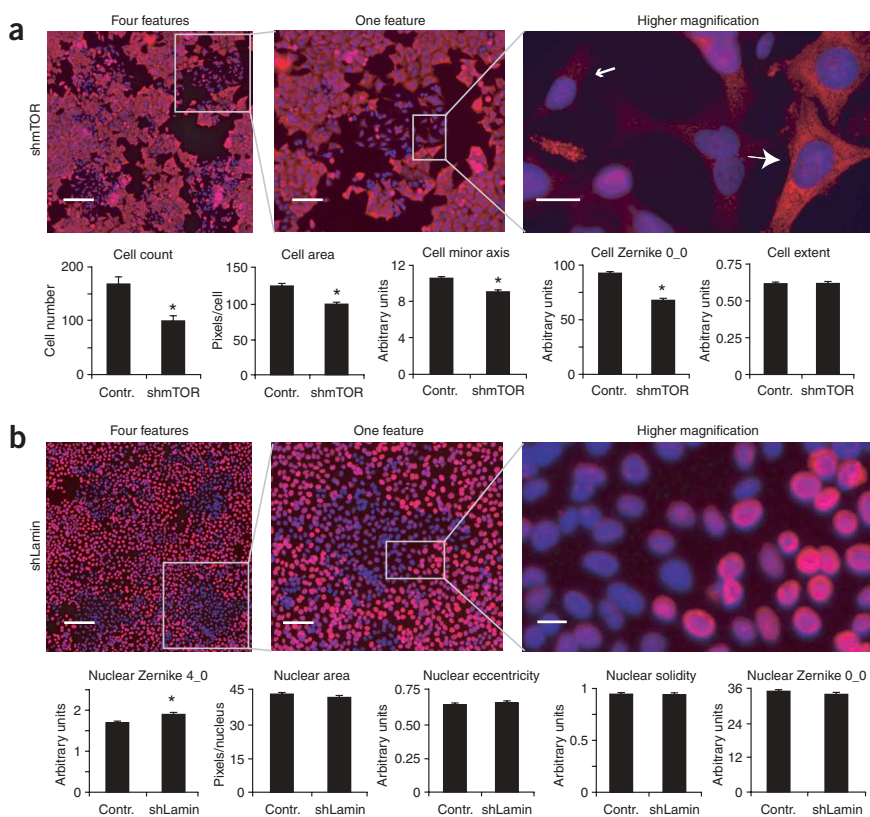 a
Four features
One feature
Higher magnification
shmTOR
Cell count
Cell area
Cell minor axis
Cell Zernike 0_0
Cell extent
Cell number
200
100
0
Contr. shmTOR
*
Pixels/cell
150
100
50
0
Contr. shmTOR
*
Arbitrary units
12
8
4
0
Contr. shmTOR
*
Arbitrary units
100
50
0
Contr. shmTOR
*
Arbitrary units
0.75
0.50
0.25
0
Contr. shmTOR
b
Four features
One feature
Higher magnification
shLamin
Nuclear Zernike 4_0
Nuclear area
Nuclear eccentricity
Nuclear solidity
Nuclear Zernike 0_0
Arbitrary units
2
1
0
Contr. shLamin
*
Pixels/nucleus
45
30
15
0
Contr. shLamin
Arbitrary units
0.75
0.50
0.25
0
Contr. shLamin
Arbitrary units
1
0.5
0
Contr. shLamin
Arbitrary units
36
24
12
0
Contr. shLamin